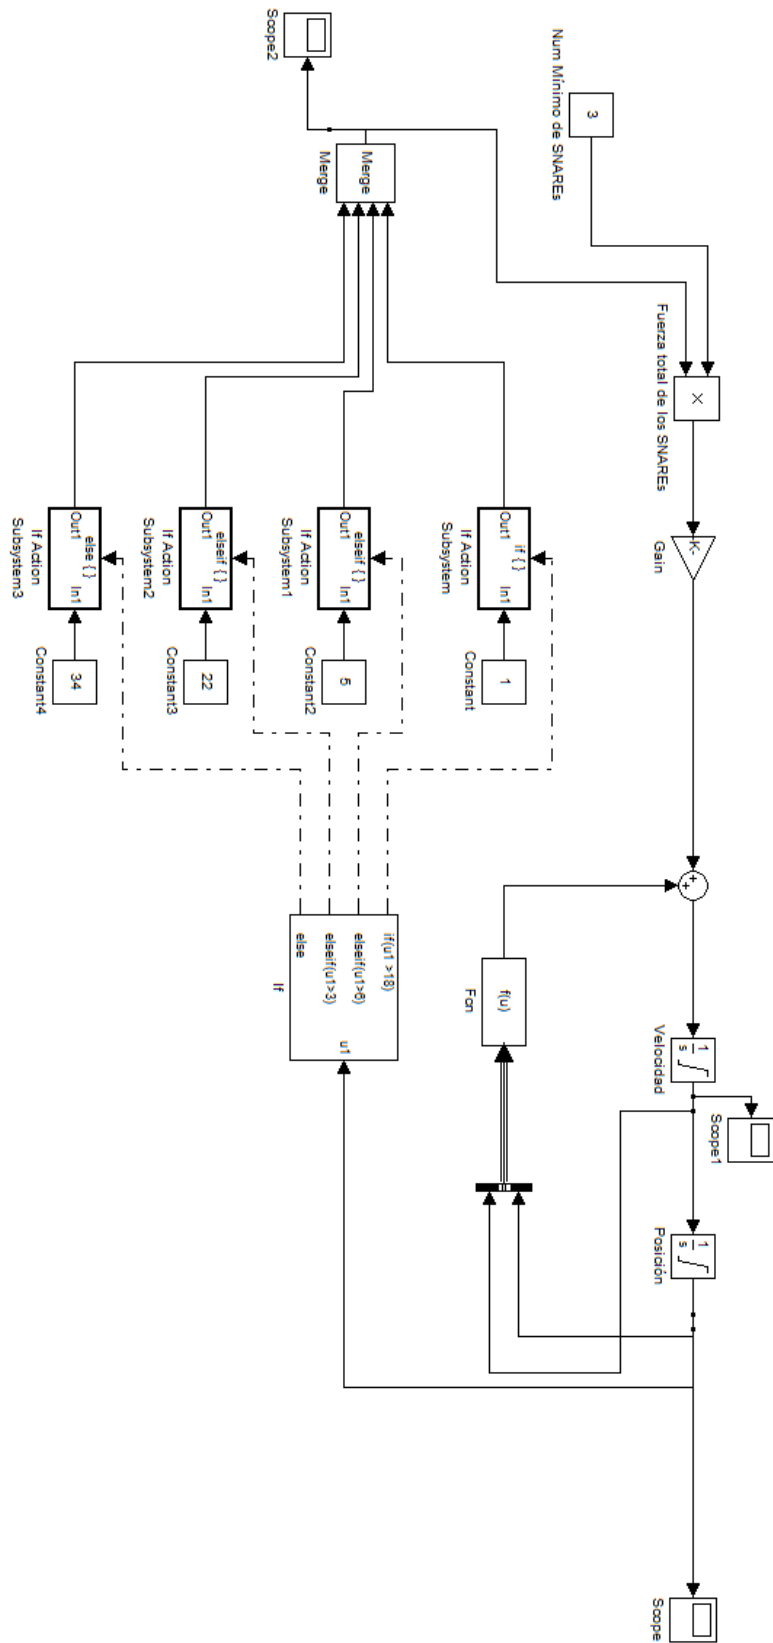 3
Num Mínimo de SNAREs
×
Fuerza total de los SNAREs
-K-
Gain
+
+
1
s
Velocidad
Scope1
1
s
Posición
Scope
f(u)
Fcn
Scope2
Merge
Merge
if { }
Out1
In1
If Action
Subsystem
1
Constant
elseif { }
Out1
In1
If Action
Subsystem1
5
Constant2
elseif { }
Out1
In1
If Action
Subsystem2
22
Constant3
else { }
Out1
In1
If Action
Subsystem3
34
Constant4
if(u1 >18)
elseif(u1>6)
elseif(u1>3)
else
u1
If